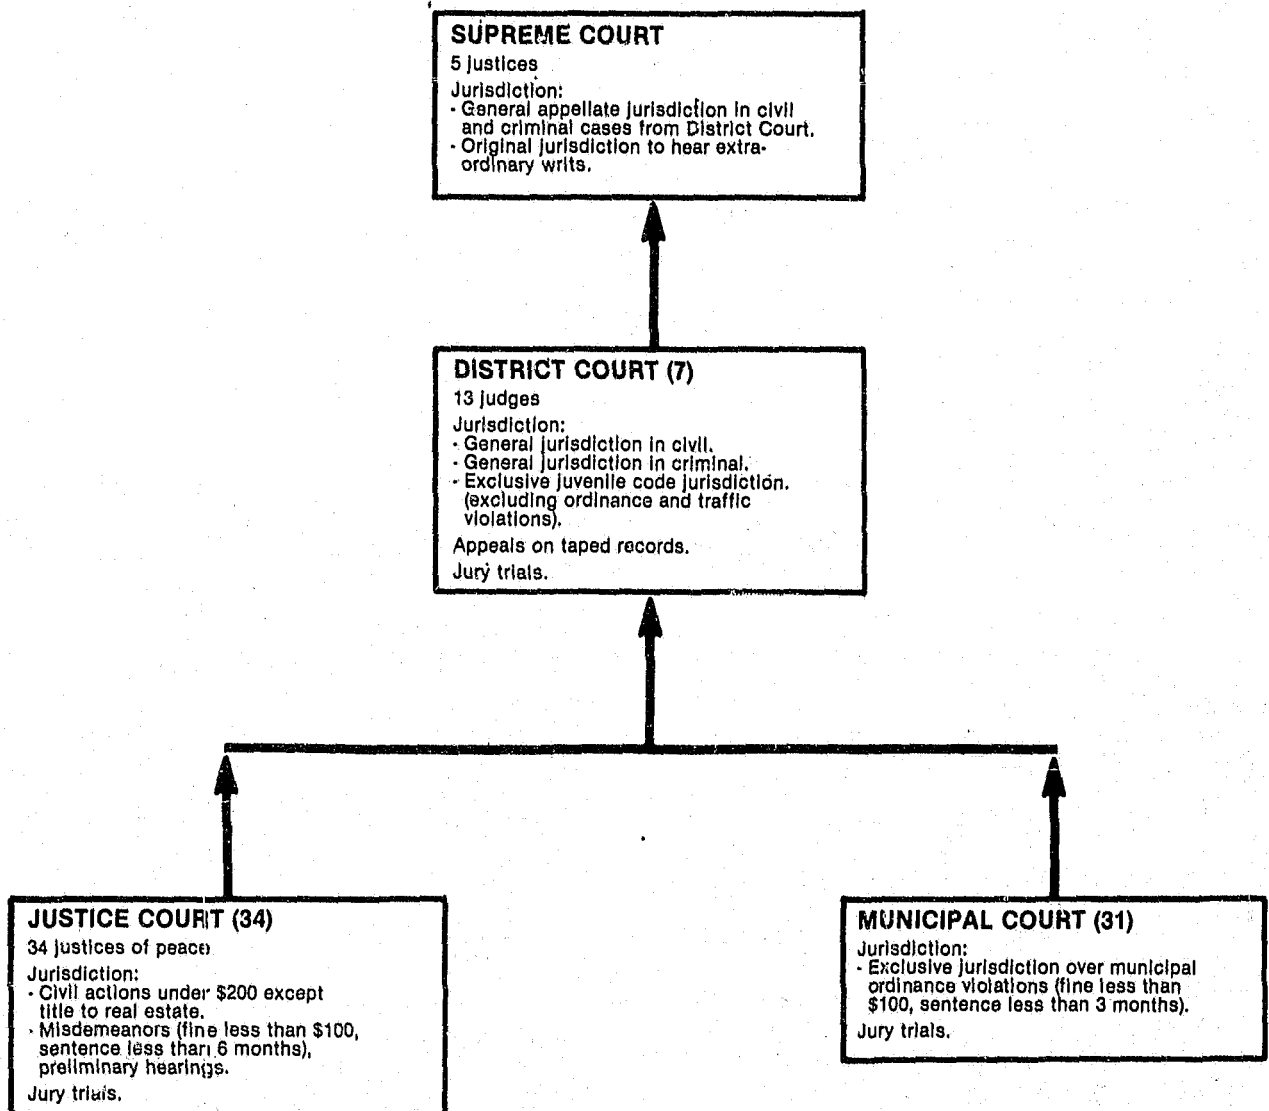 SUPREME COURT
5 justices
Jurisdiction:
- General appellate jurisdiction in civil
and criminal cases from District Court.
- Original jurisdiction to hear extra-
ordinary writs.
DISTRICT COURT (7)
13 judges
Jurisdiction:
- General jurisdiction in civil.
- General jurisdiction in criminal.
- Exclusive juvenile code jurisdiction.
(excluding ordinance and traffic
violations).
Appeals on taped records.
Jury trials.
JUSTICE COURT (34)
34 justices of peace
Jurisdiction:
- Civil actions under $200 except
title to real estate.
- Misdemeanors (fine less than $100,
sentence less than 6 months),
preliminary hearings.
Jury trials.
MUNICIPAL COURT (31)
Jurisdiction:
- Exclusive jurisdiction over municipal
ordinance violations (fine less than
$100, sentence less than 3 months).
Jury trials.